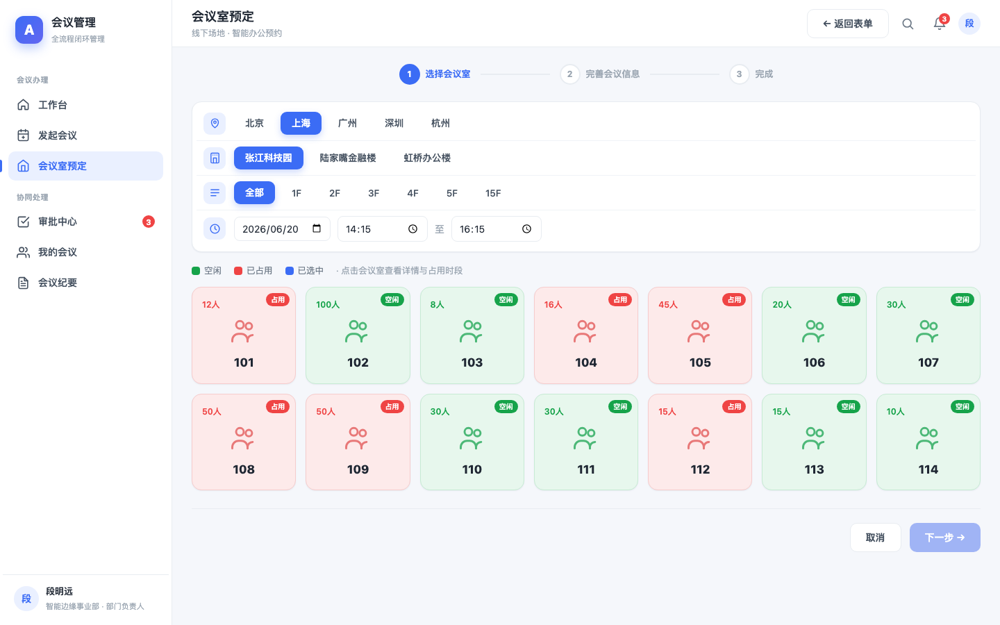 A
会议管理
全流程闭环管理
会议办理
工作台
发起会议
会议室预定
协同处理
审批中心
3
我的会议
会议纪要
段
段明远
智能边缘事业部 · 部门负责人
会议室预定
线下场地 · 智能办公预约
← 返回表单
3
段
1 选择会议室
2 完善会议信息
3 完成
北京 上海 广州 深圳 杭州
张江科技园 陆家嘴金融楼 虹桥办公楼
全部 1F 2F 3F 4F 5F 15F
2026/06/20 14:15 至 16:15
空闲 已占用 已选中 · 点击会议室查看详情与占用时段
12人 占用
101
100人 空闲
102
8人 空闲
103
16人 占用
104
45人 占用
105
20人 空闲
106
30人 空闲
107
50人 占用
108
50人 占用
109
30人 空闲
110
30人 空闲
111
15人 占用
112
15人 空闲
113
10人 空闲
114
取消
下一步 →